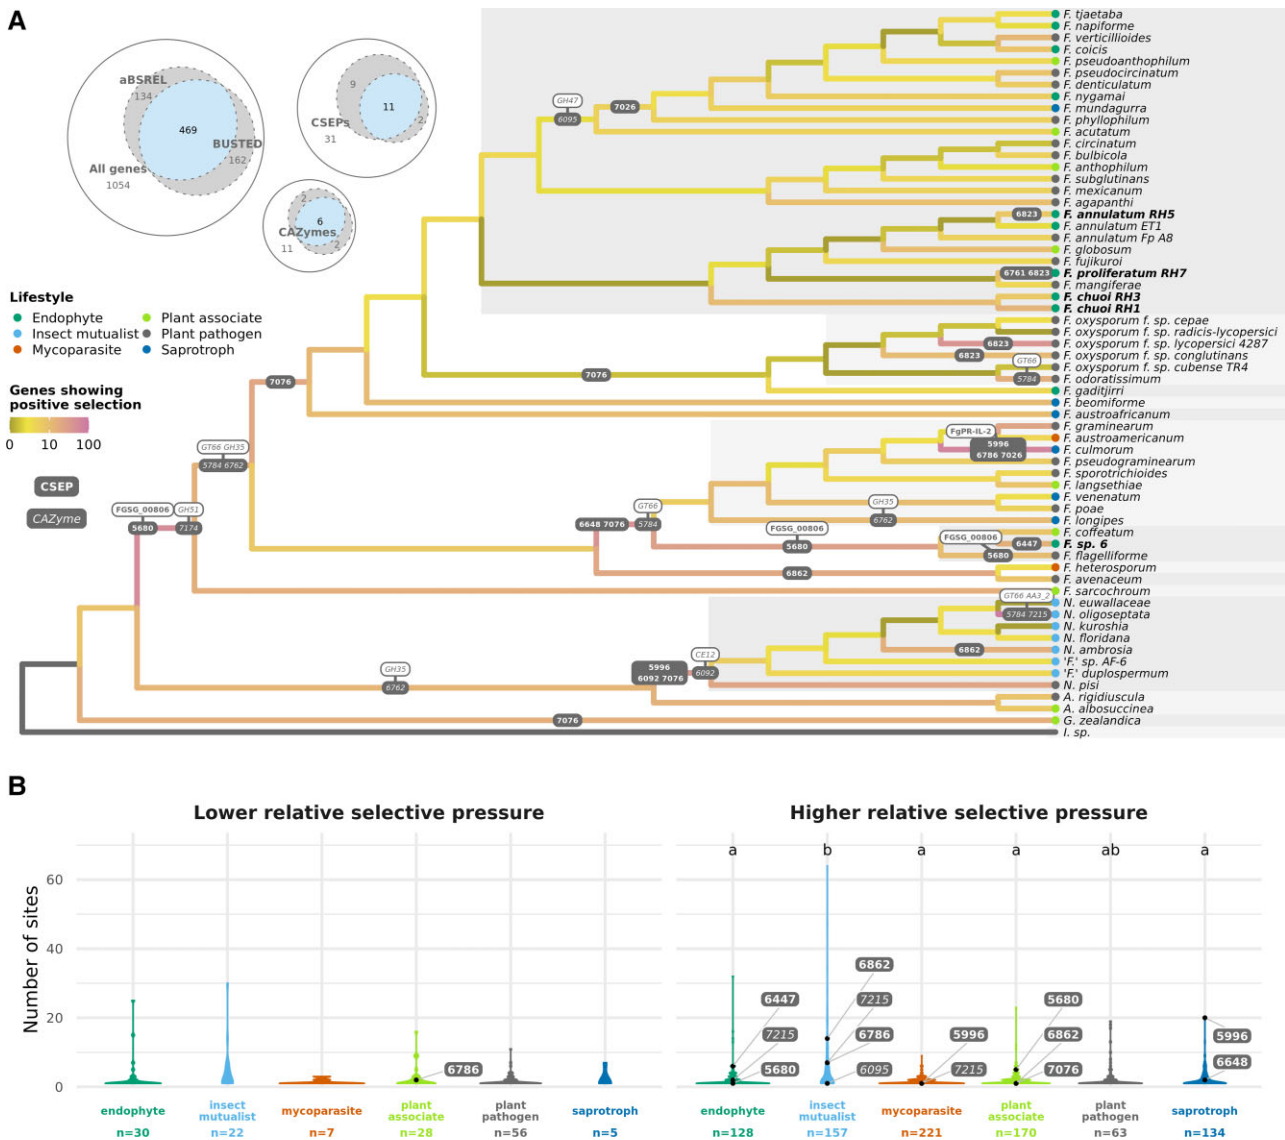 A
aBSREL
134
469
BUSTED
162
All genes
1054
9
11
CSEPs
2
31
2
6
CAZymes
11
2
Lifestyle
Endophyte
Plant associate
Insect mutualist
Plant pathogen
Mycoparasite
Saprotroph
Genes showing
positive selection
0 10 100
CSEP
CAZyme
GH47
6095
7026
6823
6761 6823
6823
6823
GT66
5784
7076
7076
GT66 GH35
5784 6762
FgPR-IL-2
5996
6786 7026
FGSG_00806
5680
GH51
7174
GT66
5784
6648 7076
GH35
6762
FGSG_00806
5680
FGSG_00806
5680
6447
6862
GT66 AA3_2
5784 7215
6862
CE12
6092
5996
6092 7076
GH35
6762
7076
F. tjaetaba
F. napiforme
F. verticillioides
F. coicis
F. pseudoanthophilum
F. pseudocircinatum
F. denticulatum
F. nygamai
F. mundagurra
F. phyllophilum
F. acutatum
F. circinatum
F. bulbicola
F. anthophilum
F. subglutinans
F. mexicanum
F. agapanthi
F. annulatum RH5
F. annulatum ET1
F. annulatum Fp A8
F. globosum
F. fujikuroi
F. proliferatum RH7
F. mangiferae
F. chuoi RH3
F. chuoi RH1
F. oxysporum f. sp. cepae
F. oxysporum f. sp. radicis-lycopersici
F. oxysporum f. sp. lycopersici 4287
F. oxysporum f. sp. conglutinans
F. oxysporum f. sp. cubense TR4
F. odoratissimum
F. gaditjirri
F. beomiforme
F. austroafricanum
F. graminearum
F. austroamericanum
F. culmorum
F. pseudograminearum
F. sporotrichioides
F. langsethiae
F. venenatum
F. poae
F. longipes
F. coffeatum
F. sp. 6
F. flagelliforme
F. heterosporum
F. avenaceum
F. sarcochroum
N. euwallaceae
N. oligoseptata
N. kuroshia
N. floridana
N. ambrosia
'F.' sp. AF-6
'F.' duplospermum
N. pisi
A. rigidiuscula
A. albosuccinea
G. zealandica
I. sp.
B
Lower relative selective pressure
Higher relative selective pressure
Number of sites
60
40
20
0
6786
a b a a ab a
6447
7215
5680
6862
7215
6786
6095
5996
7215
5680
6862
7076
5996
6648
endophyte
n=30
insect
mutualist
n=22
mycoparasite
n=7
plant
associate
n=28
plant
pathogen
n=56
saprotroph
n=5
endophyte
n=128
insect
mutualist
n=157
mycoparasite
n=221
plant
associate
n=170
plant
pathogen
n=63
saprotroph
n=134